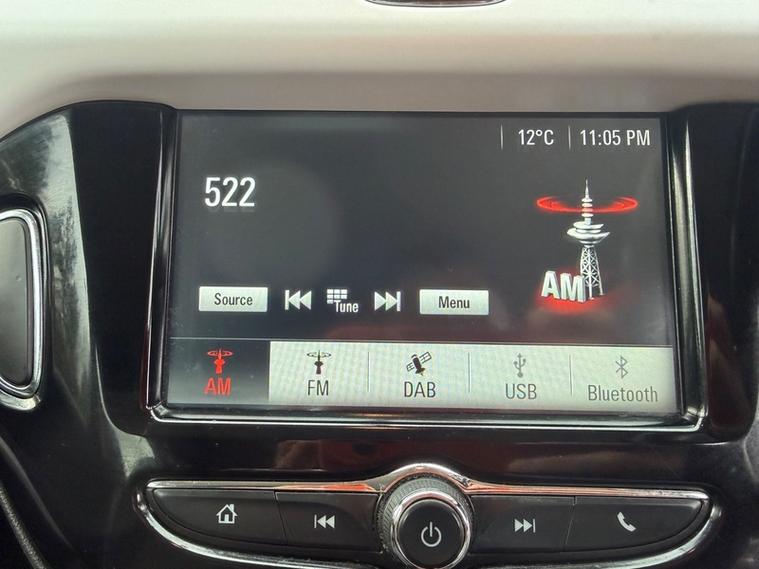 12°C 11:05 PM
522
AM
Source Tune Menu
AM FM DAB USB Bluetooth